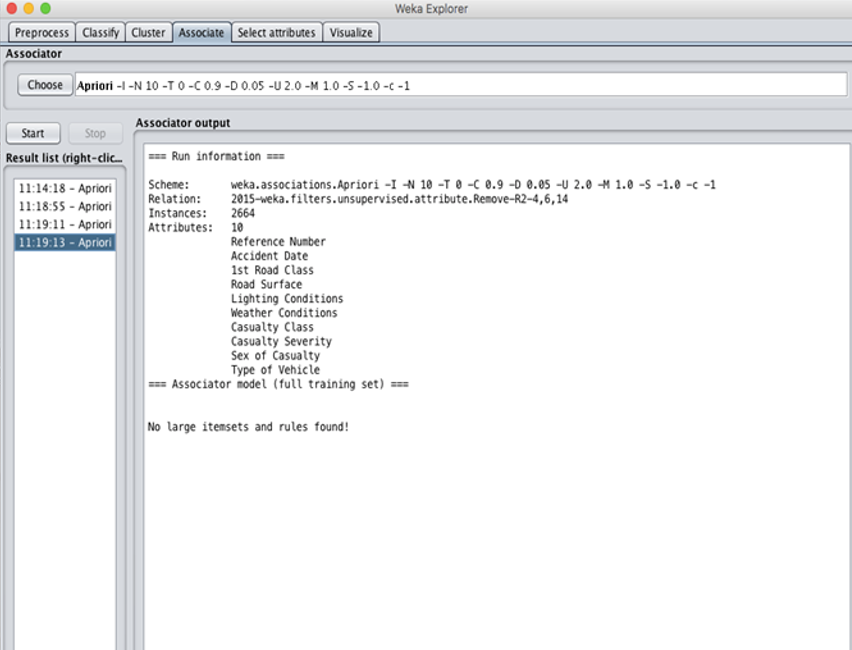 Weka Explorer
Preprocess Classify Cluster Associate Select attributes Visualize
Associator
Choose Apriori -I -N 10 -T 0 -C 0.9 -D 0.05 -U 2.0 -M 1.0 -S -1.0 -c -1
Start Stop
Result list (right-clic...
11:14:18 - Apriori
11:18:55 - Apriori
11:19:11 - Apriori
11:19:13 - Apriori
Associator output
=== Run information ===
Scheme: weka.associations.Apriori -I -N 10 -T 0 -C 0.9 -D 0.05 -U 2.0 -M 1.0 -S -1.0 -c -1
Relation: 2015-weka.filters.unsupervised.attribute.Remove-R2-4,6,14
Instances: 2664
Attributes: 10
Reference Number
Accident Date
1st Road Class
Road Surface
Lighting Conditions
Weather Conditions
Casualty Class
Casualty Severity
Sex of Casualty
Type of Vehicle
=== Associator model (full training set) ===
No large itemsets and rules found!